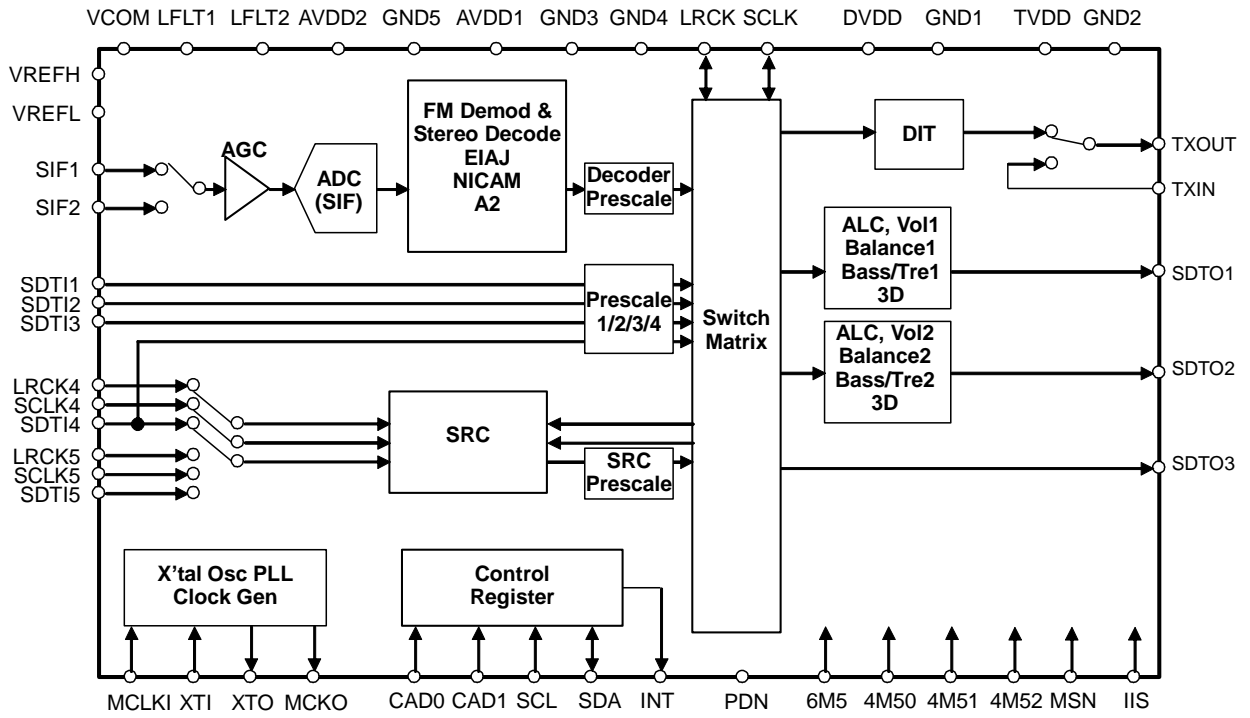 VCOM LFLT1 LFLT2 AVDD2 GND5 AVDD1 GND3 GND4 LRCK SCLK DVDD GND1 TVDD GND2
VREFH
VREFL
SIF1
SIF2
AGC
ADC
(SIF)
FM Demod &
Stereo Decode
EIAJ
NICAM
A2
Decoder
Prescale
DIT
TXOUT
TXIN
SDTI1
SDTI2
SDTI3
Prescale
1/2/3/4
Switch
Matrix
ALC, Vol1
Balance1
Bass/Tre1
3D
SDTO1
ALC, Vol2
Balance2
Bass/Tre2
3D
SDTO2
LRCK4
SCLK4
SDTI4
LRCK5
SCLK5
SDTI5
SRC
SRC
Prescale
SDTO3
X'tal Osc PLL
Clock Gen
Control
Register
MCLKI XTI XTO MCKO CAD0 CAD1 SCL SDA INT PDN 6M5 4M50 4M51 4M52 MSN IIS